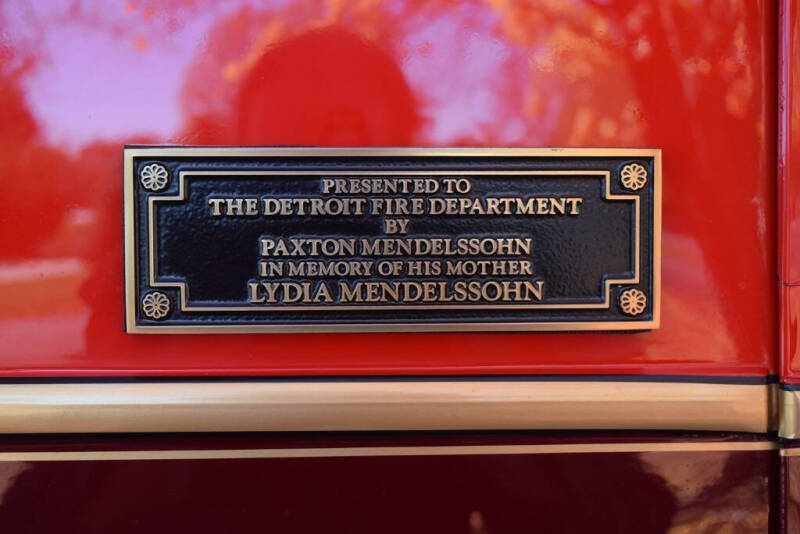 PRESENTED TO
THE DETROIT FIRE DEPARTMENT
BY
PAXTON MENDELSSOHN
IN MEMORY OF HIS MOTHER
LYDIA MENDELSSOHN